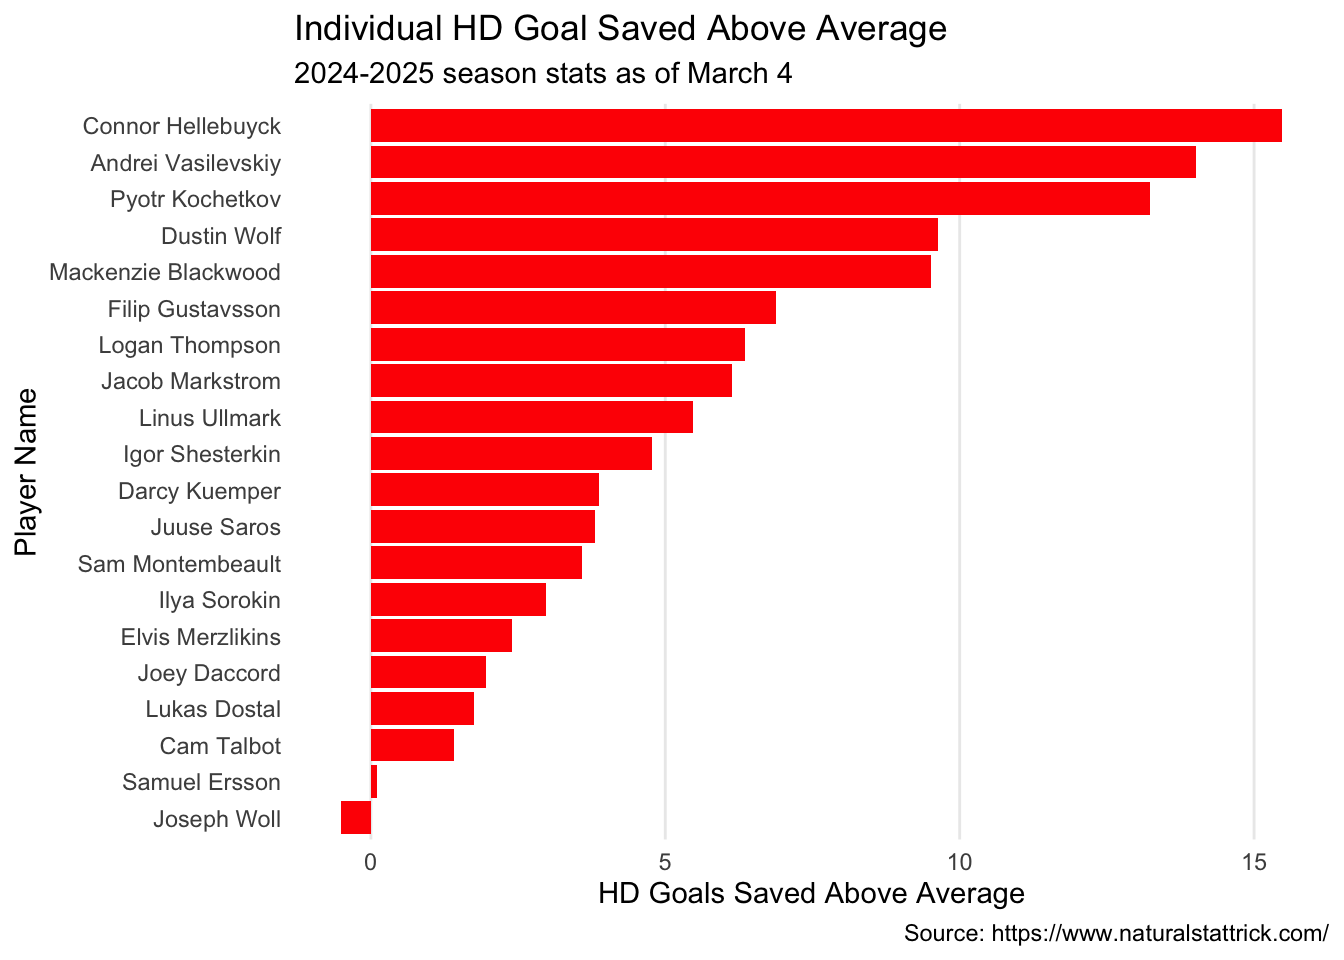 Individual HD Goal Saved Above Average
2024-2025 season stats as of March 4
Player Name
Connor Hellebuyck
Andrei Vasilevskiy
Pyotr Kochetkov
Dustin Wolf
Mackenzie Blackwood
Filip Gustavsson
Logan Thompson
Jacob Markstrom
Linus Ullmark
Igor Shesterkin
Darcy Kuemper
Juuse Saros
Sam Montembeault
Ilya Sorokin
Elvis Merzlikins
Joey Daccord
Lukas Dostal
Cam Talbot
Samuel Ersson
Joseph Woll
0 5 10 15
HD Goals Saved Above Average
Source: https://www.naturalstattrick.com/